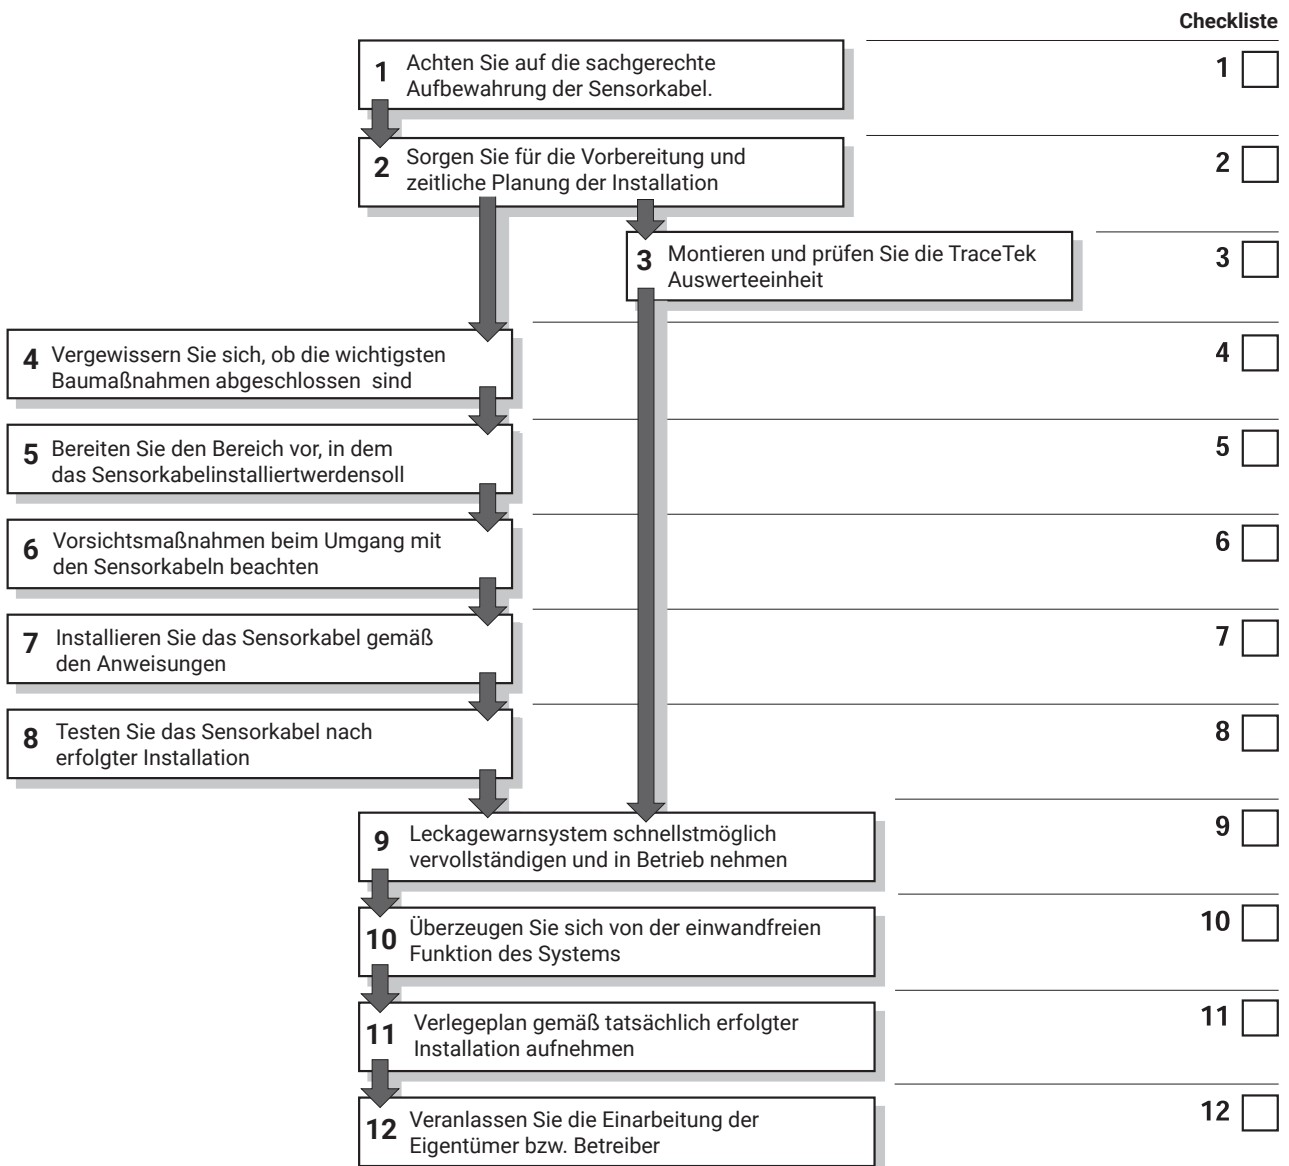 Checkliste
1 Achten Sie auf die sachgerechte
Aufbewahrung der Sensorkabel.
1
2 Sorgen Sie für die Vorbereitung und
zeitliche Planung der Installation
2
3 Montieren und prüfen Sie die TraceTek
Auswerteeinheit
3
4 Vergewissern Sie sich, ob die wichtigsten
Baumaßnahmen abgeschlossen sind
4
5 Bereiten Sie den Bereich vor, in dem
das Sensorkabelinstalliertwerdensoll
5
6 Vorsichtsmaßnahmen beim Umgang mit
den Sensorkabeln beachten
6
7 Installieren Sie das Sensorkabel gemäß
den Anweisungen
7
8 Testen Sie das Sensorkabel nach
erfolgter Installation
8
9 Leckagewarnsystem schnellstmöglich
vervollständigen und in Betrieb nehmen
9
10 Überzeugen Sie sich von der einwandfreien
Funktion des Systems
10
11 Verlegeplan gemäß tatsächlich erfolgter
Installation aufnehmen
11
12 Veranlassen Sie die Einarbeitung der
Eigentümer bzw. Betreiber
12